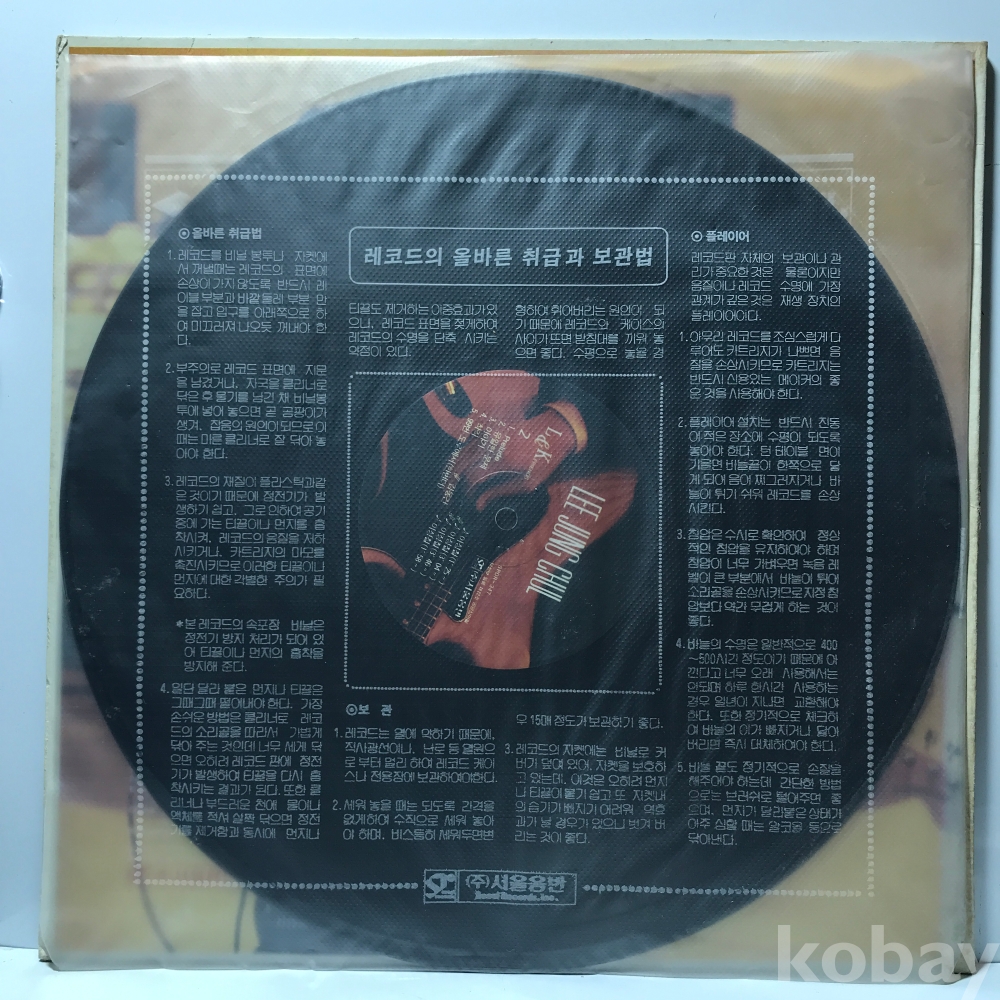 레코드의 올바른 취급과 보관법
⊙올바른 취급법
1. 레코드를 비닐 봉투나 쟈켓에
서 꺼낼때는 레코드의 표면에
손상이 가지 않도록 반드시 레
이블 부분과 바깥 둘레 부분 만
을 잡고 입구를 아래쪽으로 하
여 미끄러져 나오듯 꺼내야 한
다.
2. 부주의로 레코드 표면에 지문
을 남겼거나, 자국을 클리너로
닦은 후 물기를 남긴 채 비닐봉
투에 넣어 놓으면 곧 곰팡이가
생겨, 잡음의 원인이 되므로 이
때는 마른 클리너로 잘 닦아 놓
아야 한다.
3. 레코드의 재질이 플라스틱과같
은 것이기 때문에 정전기가 발
생하기 쉽고, 그로 인하여 공기
중에 가는 티끌이나 먼지를 흡
착시켜, 레코드의 음질을 저하
시키거나, 카트리지의 마모를
촉진시키므로 이러한 티끌이나
먼지에 대한 각별한 주의가 필
요하다.
*본 레코드의 속포장 비닐은
정전기 방지 처리가 되어 있
어 티끌이나 먼지의 흡착을
방지해 준다.
4. 일단 달라 붙은 먼지나 티끌은
그때그때 떨어내야 한다. 가장
손쉬운 방법은 클리너로 레코
드의 소리골을 따라서 가볍게
닦아 주는 것인데 너무 세게 닦
으면 오히려 레코드 판에 정전
기가 발생하여 티끌을 다시 흡
착시키는 결과가 된다. 또한 클
리너나 부드러운 천에 물이나
액체를 적셔 살짝 닦으면 정전
기를 제거함과 동시에 먼지나
티끌도 제거하는 이중효과가 있
으나, 레코드 표면을 젖게하여
레코드의 수명을 단축 시키는
약점이 있다.
⊙보 관
1. 레코드는 열에 약하기 때문에,
직사광선이나, 난로 등 열원으
로 부터 멀리 하여 레코드 케이
스나 전용장에 보관하여야한다.
2. 세워 놓을 때는 되도록 간격을
없게하여 수직으로 세워 놓아
야 하며, 비스듬히 세워두면변
형하여 휘어버리는 원인이 되
기 때문에 레코드와 케이스의
사이가 뜨면 받침대를 끼워 놓
으면 좋다. 수평으로 놓을 경
우 15매 정도가 보관하기 좋다.
3. 레코드의 쟈켓에는 비닐로 커
버가 덮여 있어, 쟈켓을 보호하
고 있는데, 이것은 오히려 먼지
나 티끌이 붙기 쉽고 또 쟈켓내
의 습기가 빠지기 어려워 역효
과가 날 경우가 있으니 벗겨 버
리는 것이 좋다.
⊙플레이어
레코드판 자체의 보관이나 관
리가 중요한 것은 물론이지만
음질이나 레코드 수명에 가장
관계가 깊은 것은 재생 장치의
플레이어이다.
1. 아무리 레코드를 조심스럽게 다
루어도 카트리지가 나쁘면 음
질을 손상시키므로 카트리지는
반드시 신용있는 메이커의 좋
은 것을 사용해야 한다.
2. 플레이어 설치는 반드시 진동
이 적은 장소에 수평이 되도록
놓아야 한다. 턴 테이블 면이
기울면 바늘끝이 한쪽으로 닳
게 되어 몸이 찌그러지거나 바
늘이 튀기 쉬워 레코드를 손상
시킨다.
3. 침압은 수시로 확인하여 정상
적인 침압을 유지하여야 하며
침압이 너무 가벼우면 녹음 레
벨이 큰 부분에서 바늘이 튀어
소리골을 손상시키므로 지정 침
압보다 약간 무겁게 하는 것이
좋다.
4. 바늘의 수명은 일반적으로 400
~500시간 정도이기 때문에 아
낀다고 너무 오래 사용해서는
안되며 하루 한시간 사용하는
경우 일년이 지나면 교환해야
한다. 또한 정기적으로 체크하
여 바늘의 이가 빠지거나 닳아
버리면 즉시 대체하여야 한다.
5. 바늘 끝도 정기적으로 손질을
해주어야 하는데 간단한 방법
으로는 브러쉬로 털어주면 좋
으며, 먼지가 달라붙은 상태가
아주 심할 때는 알코올 등으로
닦아낸다.
LEE JUNG CHUL
L&K
2
(주)서울음반
Seoul Records, Inc.
kobay